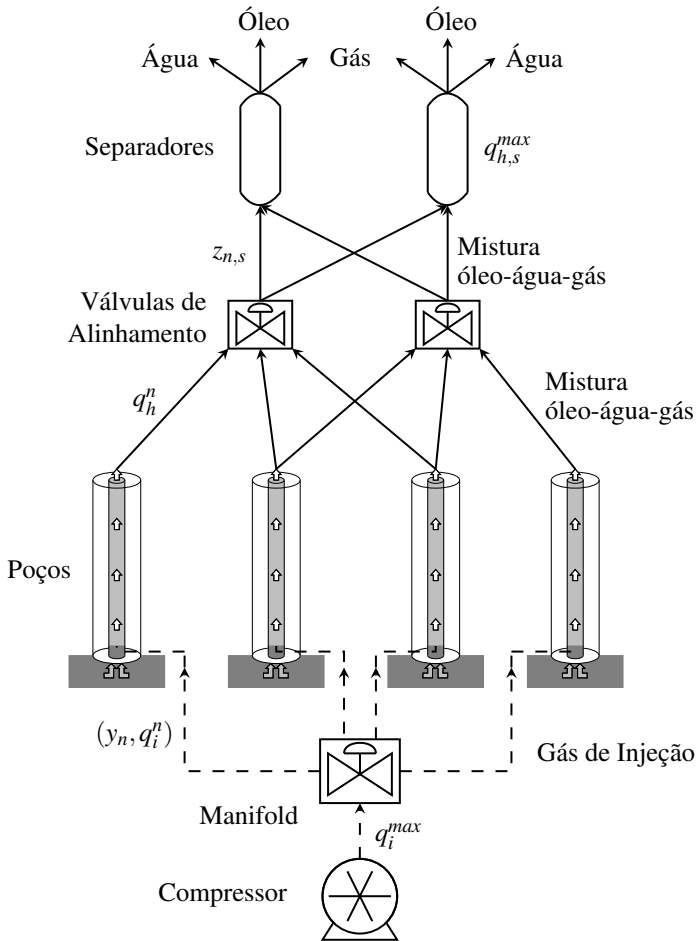 Óleo
Óleo
Água
Gás
Água
Separadores
q_{h,s}^{max}
z_{n,s}
Mistura
óleo-água-gás
Válvulas de
Alinhamento
q_h^n
Mistura
óleo-água-gás
Poços
(y_n, q_i^n)
Gás de Injeção
Manifold
q_i^{max}
Compressor